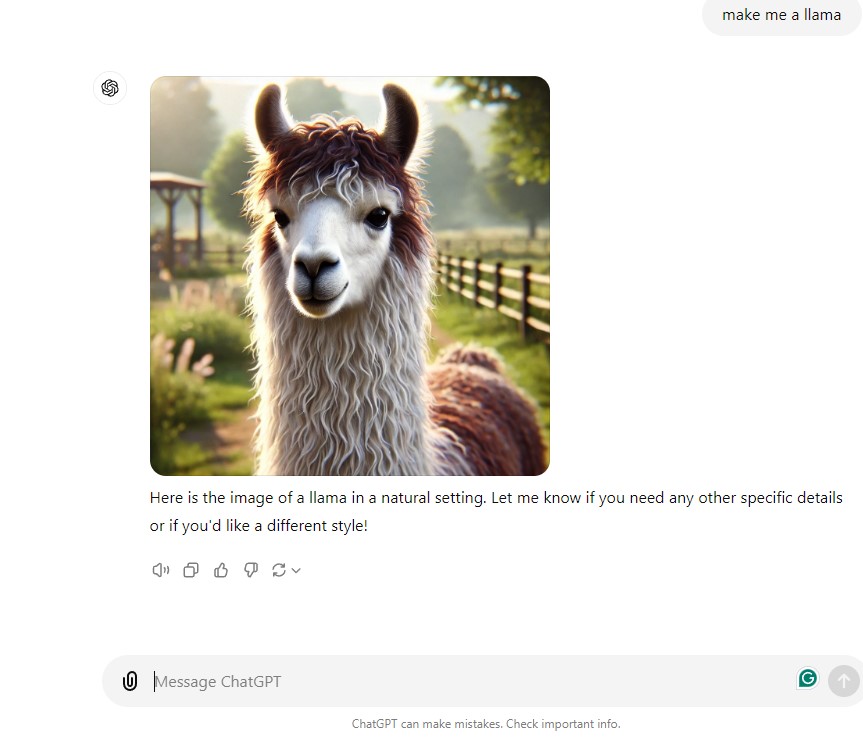 make me a llama
Here is the image of a llama in a natural setting. Let me know if you need any other specific details
or if you'd like a different style!
Message ChatGPT
ChatGPT can make mistakes. Check important info.